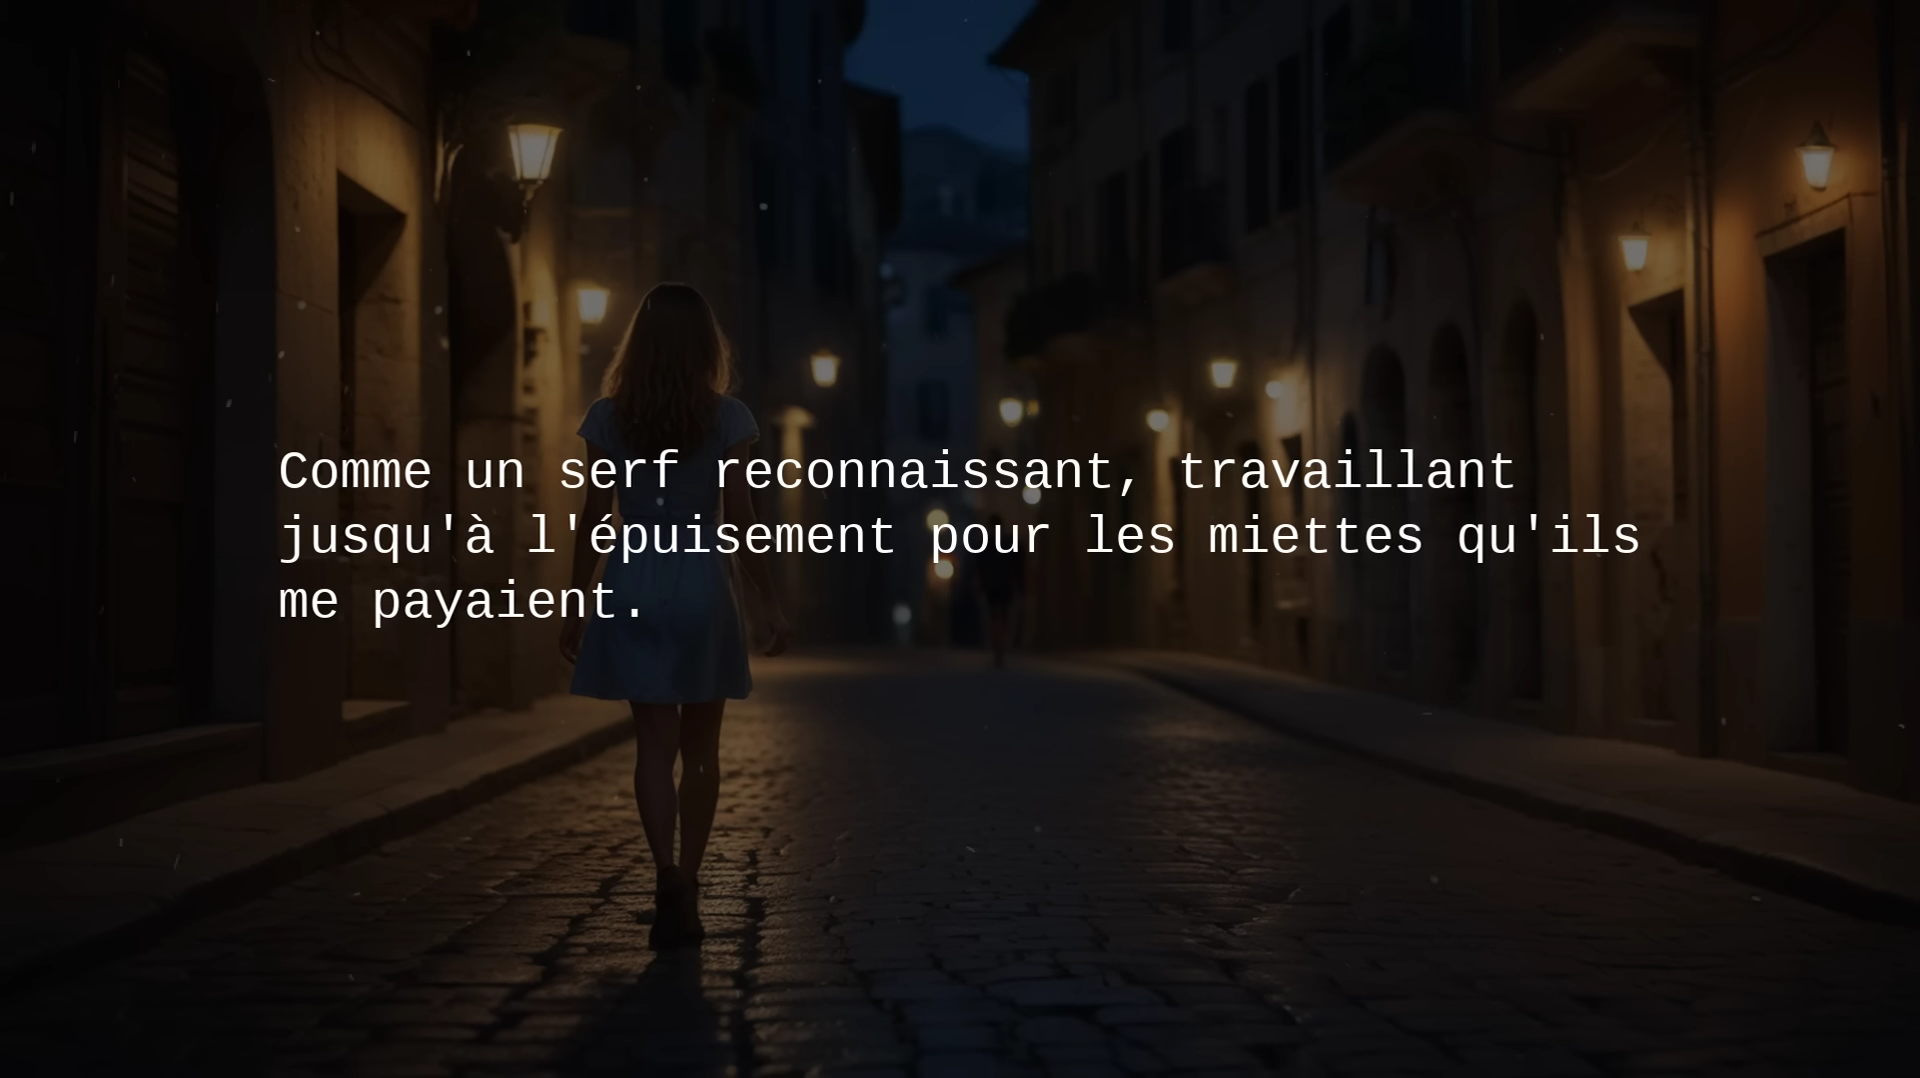 Comme un serf reconnaissant, travaillant
jusqu'à l'épuisement pour les miettes qu'ils
me payaient.